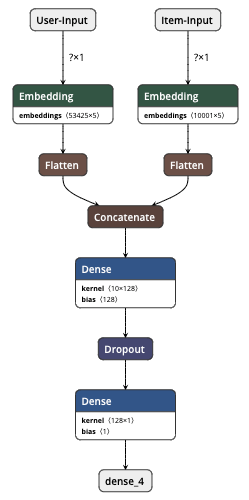 User-Input Item-Input
?×1 ?×1
Embedding Embedding
embeddings ⟨53425×5⟩ embeddings ⟨10001×5⟩
Flatten Flatten
Concatenate
Dense
kernel ⟨10×128⟩
bias ⟨128⟩
Dropout
Dense
kernel ⟨128×1⟩
bias ⟨1⟩
dense_4